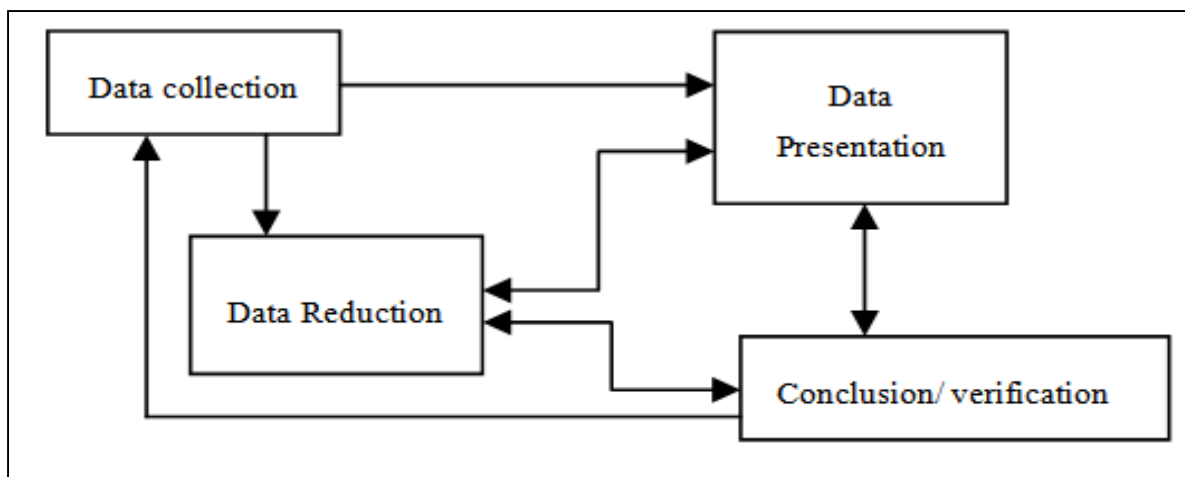 Data collection
Data
Presentation
Data Reduction
Conclusion/ verification